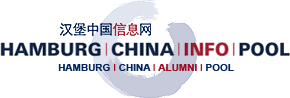 汉堡中国信息网
HAMBURG | CHINA | INFO | POOL
HAMBURG | CHINA | ALUMNI | POOL